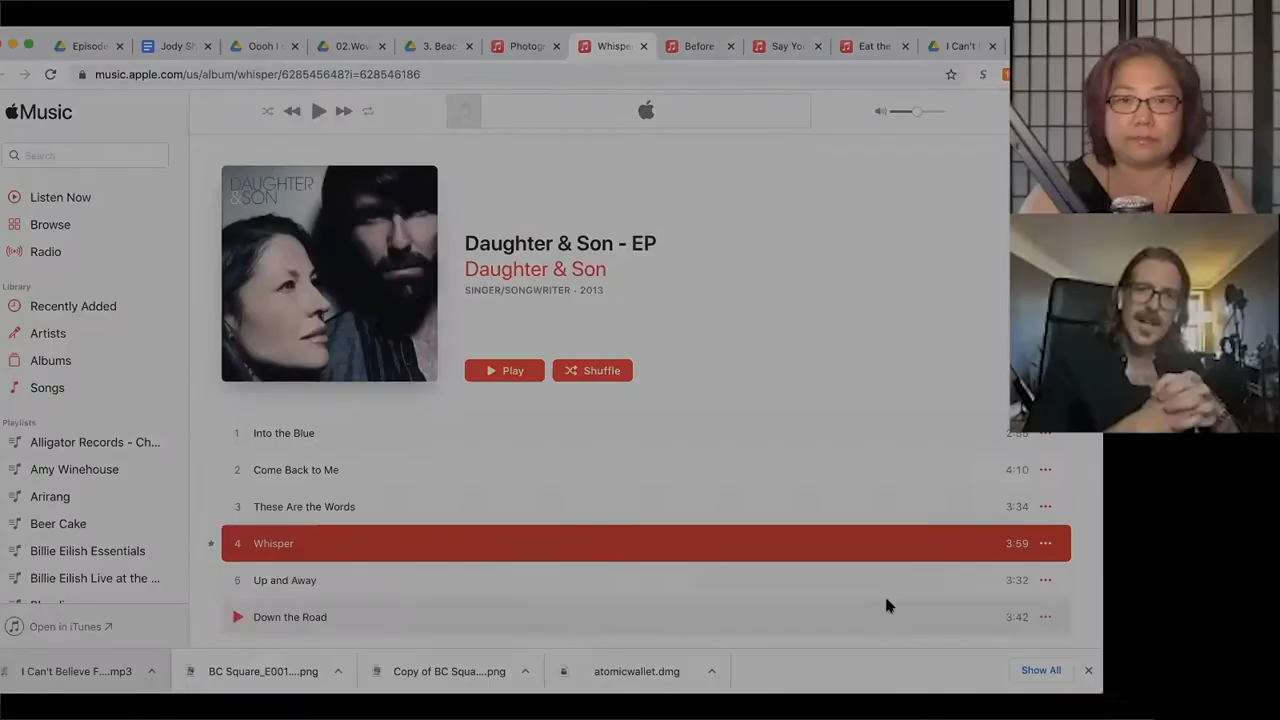 Episode
Jody Sh
Oooh I
02.Wov
3. Beac
Photog
Whispe
Before
Say You
Eat the
I Can't
music.apple.com/us/album/whisper/628545648?i=628546186
S
Music
Search
Listen Now
Browse
Radio
Library
Recently Added
Artists
Albums
Songs
Playlists
Alligator Records - Ch...
Amy Winehouse
Arirang
Beer Cake
Billie Eilish Essentials
Billie Eilish Live at the ...
Open in iTunes ↗
DAUGHTER
&SON
Daughter & Son - EP
Daughter & Son
SINGER/SONGWRITER · 2013
Play
Shuffle
1 Into the Blue
2 Come Back to Me 4:10
3 These Are the Words 3:34
4 Whisper 3:59
5 Up and Away 3:32
Down the Road 3:42
I Can't Believe F....mp3
BC Square_E001....png
Copy of BC Squa....png
atomicwallet.dmg
Show All